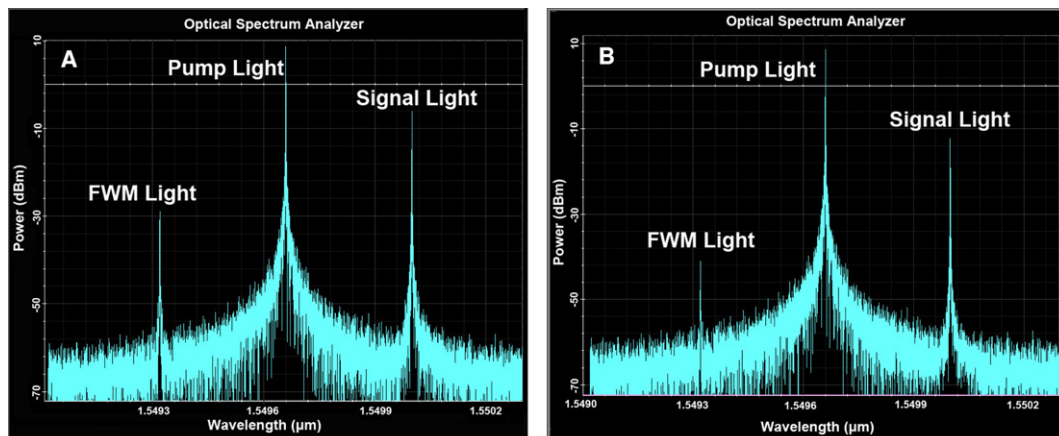 Optical Spectrum Analyzer
A
10
-10
-30
-50
-70
Power (dBm)
Pump Light
Signal Light
FWM Light
1.5493
1.5496
1.5499
1.5502
Wavelength (μm)
Optical Spectrum Analyzer
B
10
-10
-30
-50
-70
Power (dBm)
Pump Light
Signal Light
FWM Light
1.5490
1.5493
1.5496
1.5499
1.5502
Wavelength (μm)